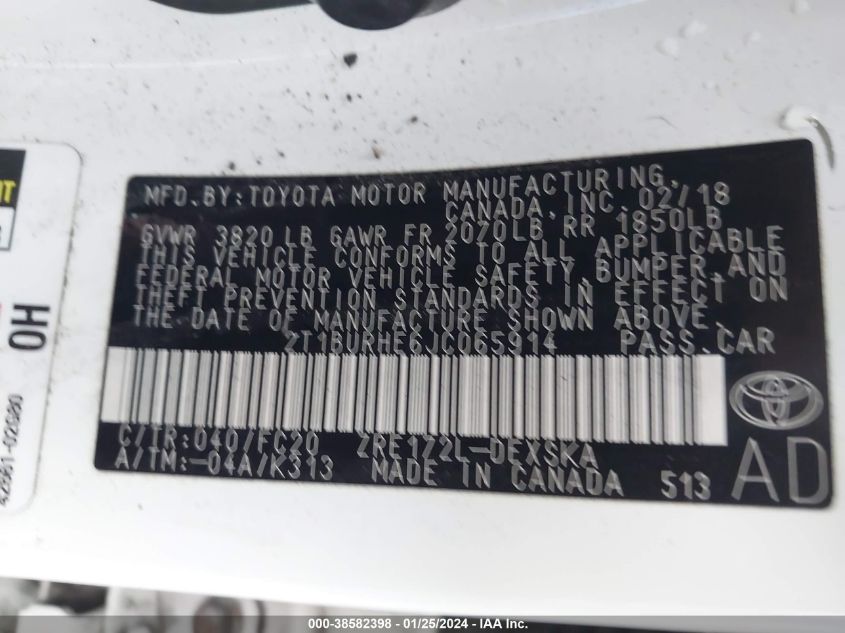 MFD.BY:TOYOTA MOTOR MANUFACTURING,
CANADA, INC. 02/18
GVWR 3820 LB GAWR FR 2070LB RR 1850LB
THIS VEHICLE CONFORMS TO ALL APPLICABLE
FEDERAL MOTOR VEHICLE SAFETY, BUMPER, AND
THEFT PREVENTION STANDARDS IN EFFECT ON
THE DATE OF MANUFACTURE SHOWN ABOVE.
2T1BURHE6JC065914 PASS.CAR
C/TR:040/FC20 ZRE172L-DEXSKA
A/TM:-04A/K313 MADE IN CANADA 513
AD
HO
000-38582398 - 01/25/2024 - IAA Inc.